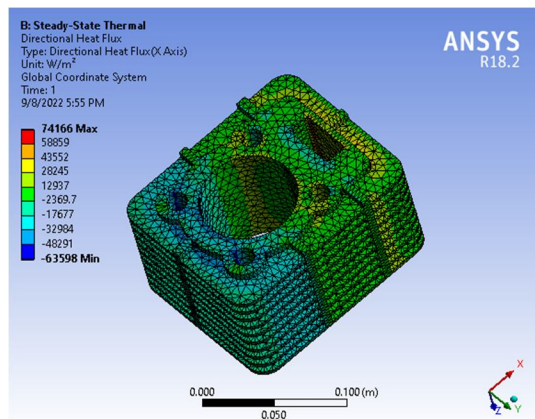 B: Steady-State Thermal
Directional Heat Flux
Type: Directional Heat Flux(X Axis)
Unit: W/m²
Global Coordinate System
Time: 1
9/8/2022 5:55 PM
ANSYS
R18.2
74166 Max
58859
43552
28245
12937
-2369.7
-17677
-32984
-48291
-63598 Min
0.000
0.100 (m)
0.050
X
Y
Z